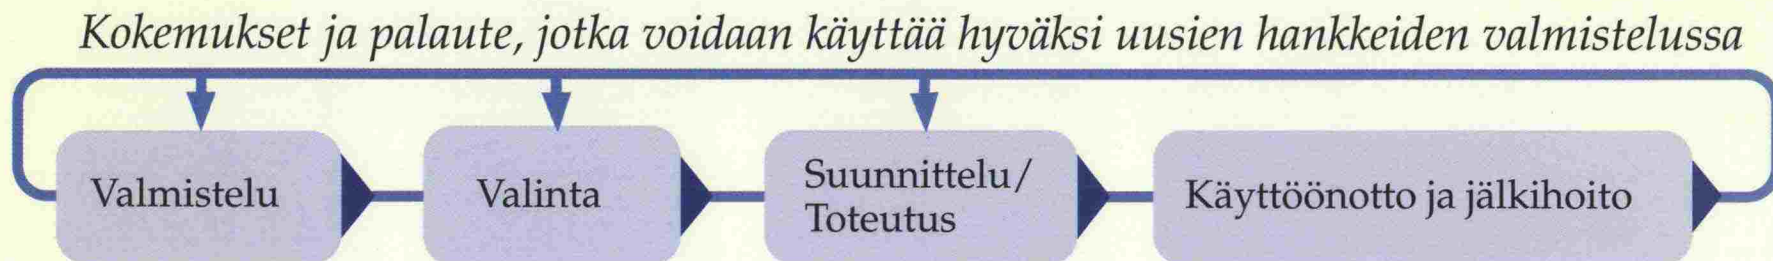 Kokemukset ja palaute, jotka voidaan käyttää hyväksi uusien hankkeiden valmistelussa
Valmistelu
Valinta
Suunnittelu/
Toteutus
Käyttöönotto ja jälkihoito